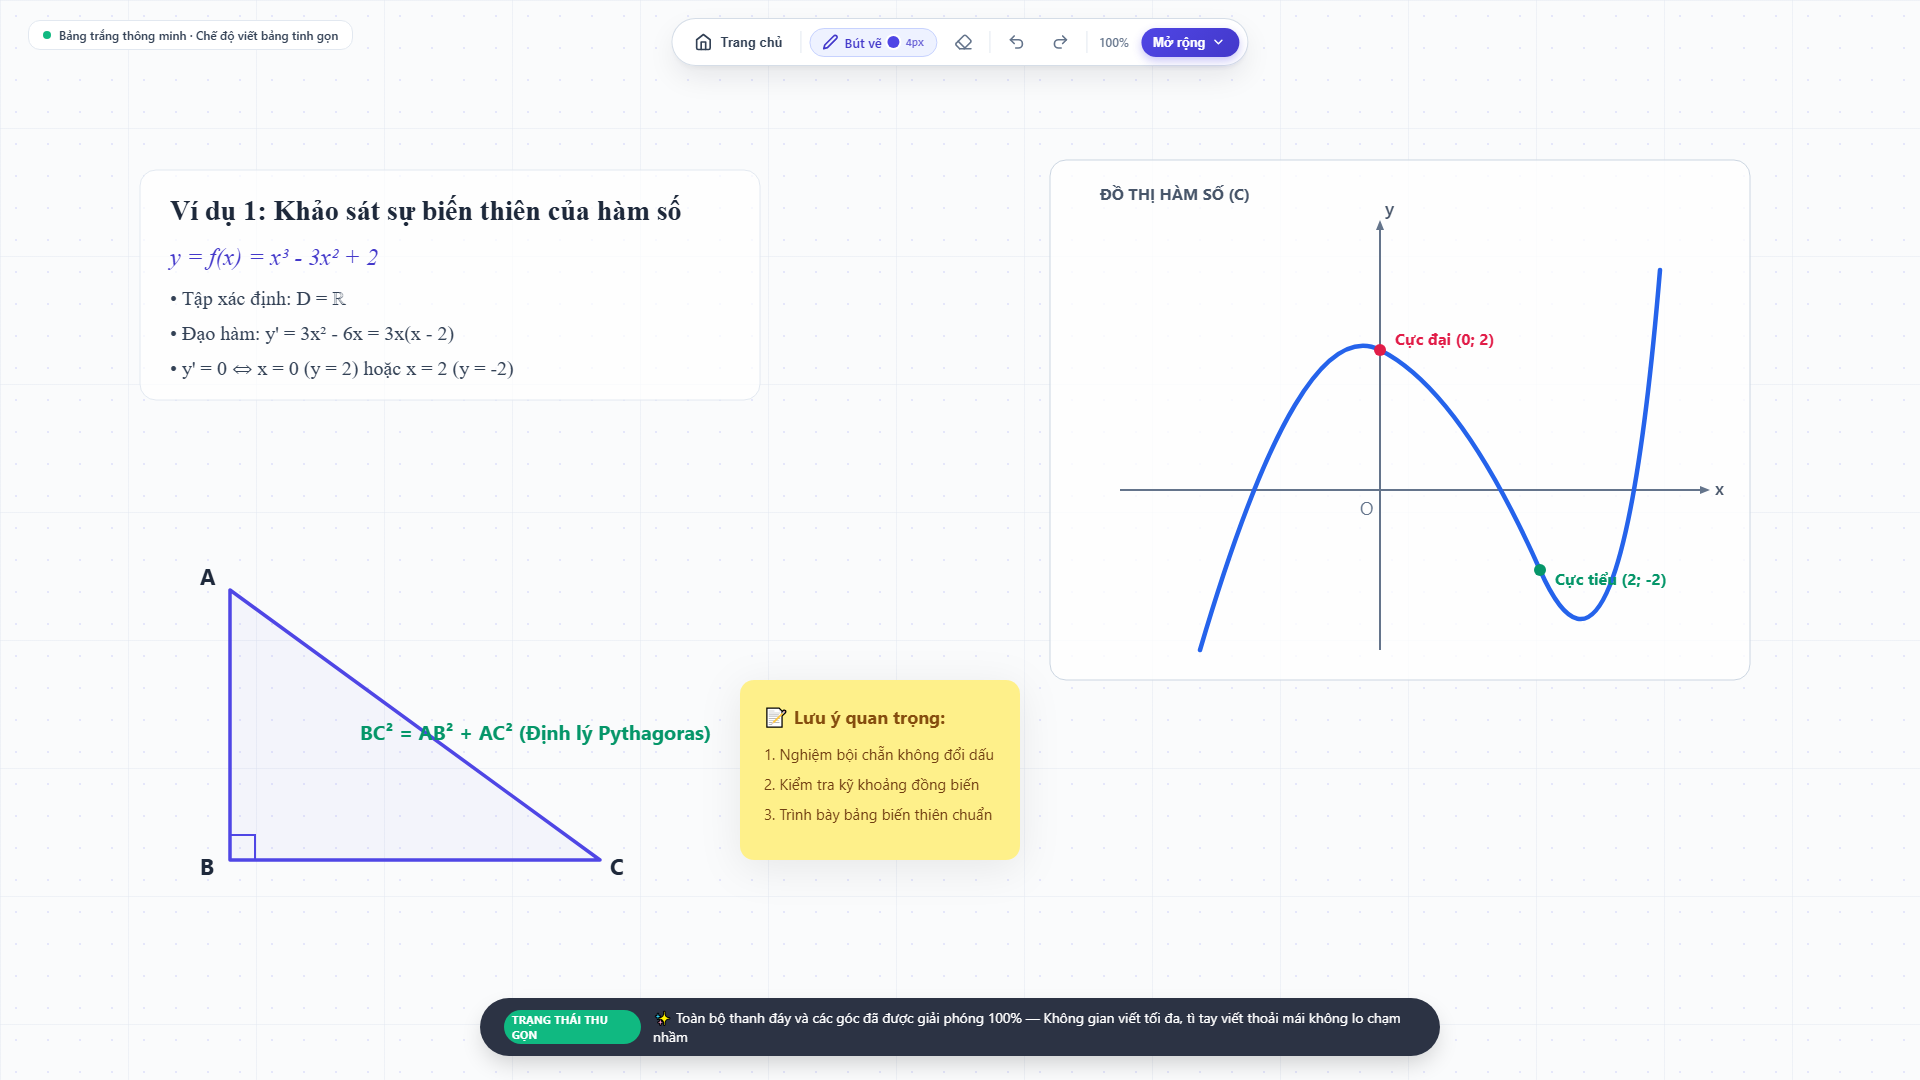 Bảng trắng thông minh · Chế độ viết bảng tinh gọn
Trang chủ
Bút vẽ 4px
100%
Mở rộng
Ví dụ 1: Khảo sát sự biến thiên của hàm số
y = f(x) = x³ - 3x² + 2
• Tập xác định: D = ℝ
• Đạo hàm: y' = 3x² - 6x = 3x(x - 2)
• y' = 0 ⇔ x = 0 (y = 2) hoặc x = 2 (y = -2)
ĐỒ THỊ HÀM SỐ (C)
y
Cực đại (0; 2)
x
O
Cực tiểu (2; -2)
A
BC² = AB² + AC² (Định lý Pythagoras)
B
C
📝 Lưu ý quan trọng:
1. Nghiệm bội chẵn không đổi dấu
2. Kiểm tra kỹ khoảng đồng biến
3. Trình bày bảng biến thiên chuẩn
TRẠNG THÁI THU
GỌN
✨ Toàn bộ thanh đáy và các góc đã được giải phóng 100% — Không gian viết tối đa, tì tay viết thoải mái không lo chạm
nhầm